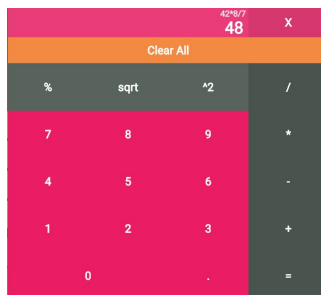 42*8/7
48 X
Clear All
% sqrt ^2 /
7 8 9 *
4 5 6 -
1 2 3 +
0 . =